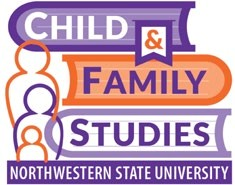 CHILD
&
FAMILY
STUDIES
NORTHWESTERN STATE UNIVERSITY